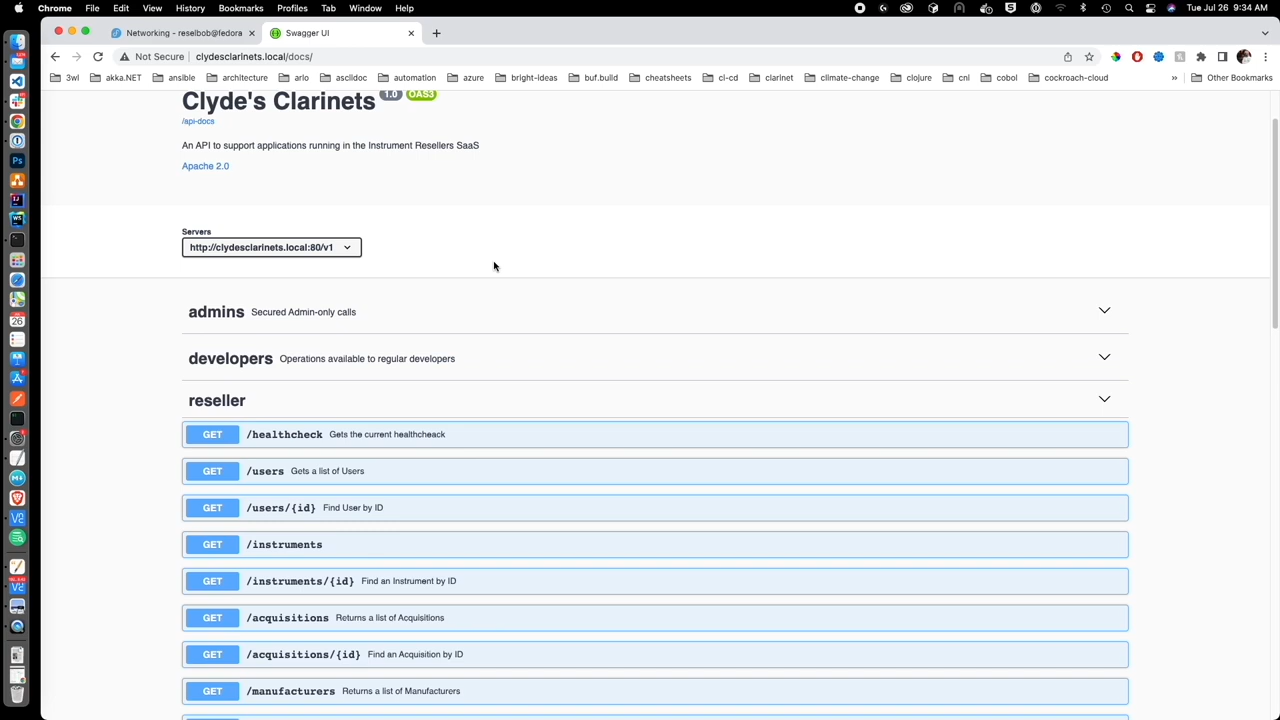 Chrome File Edit View History Bookmarks Profiles Tab Window Help Tue Jul 26 9:34 AM
Networking - reselbob@fedora Swagger UI
Not Secure clydesclarinets.local/docs/
3wl akka.NET ansible architecture arlo asciidoc automation azure bright-ideas buf.build cheatsheets ci-cd clarinet climate-change clojure cni cobol cockroach-cloud » Other Bookmarks
Clyde's Clarinets 1.0 OAS3
/api-docs
An API to support applications running in the Instrument Resellers SaaS
Apache 2.0
Servers
http://clydesclarinets.local:80/v1
admins Secured Admin-only calls
developers Operations available to regular developers
reseller
GET /healthcheck Gets the current healthcheack
GET /users Gets a list of Users
GET /users/{id} Find User by ID
GET /instruments
GET /instruments/{id} Find an Instrument by ID
GET /acquisitions Returns a list of Acquisitions
GET /acquisitions/{id} Find an Acquisition by ID
GET /manufacturers Returns a list of Manufacturers